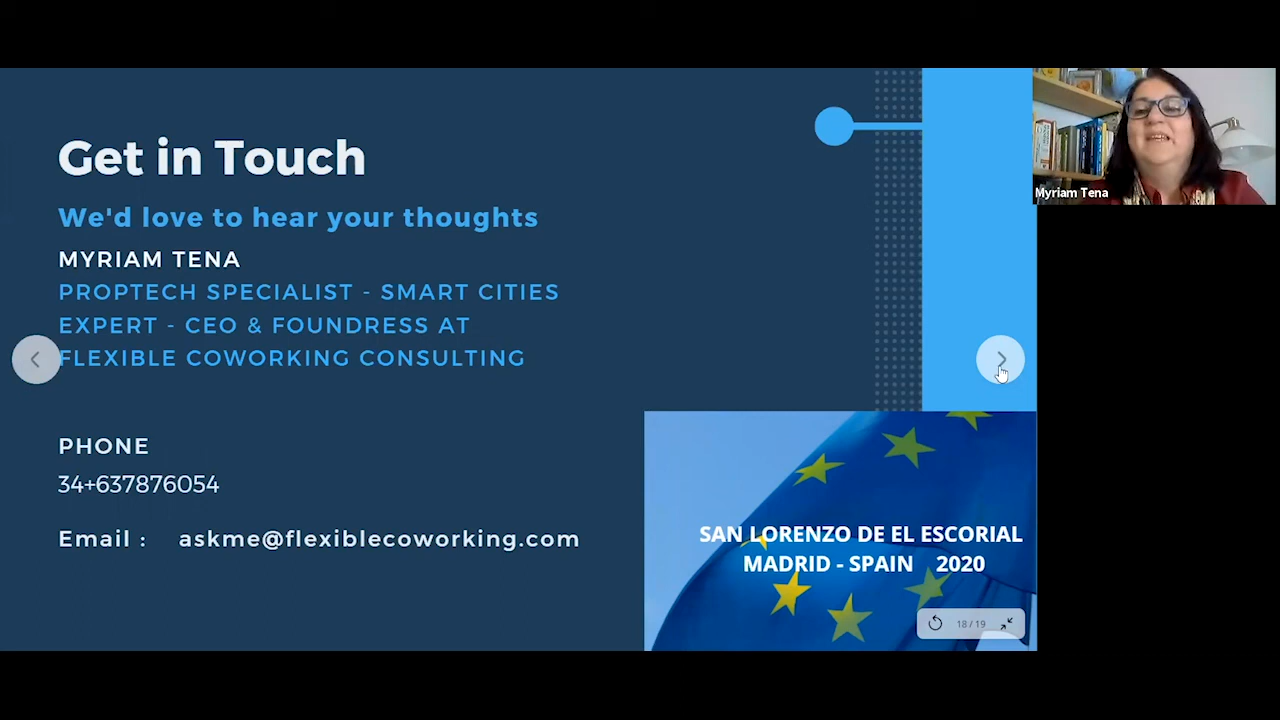 Get in Touch
We'd love to hear your thoughts
MYRIAM TENA
PROPTECH SPECIALIST - SMART CITIES
EXPERT - CEO & FOUNDRESS AT
FLEXIBLE COWORKING CONSULTING
PHONE
34+637876054
Email : askme@flexiblecoworking.com
SAN LORENZO DE EL ESCORIAL
MADRID - SPAIN 2020
18 / 19
Myriam Tena